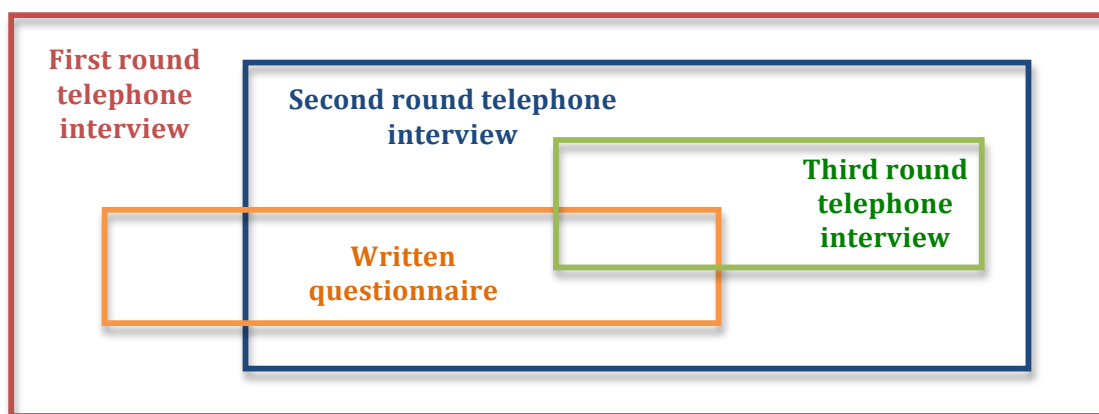 First round
telephone
interview
Second round telephone
interview
Third round
telephone
interview
Written
questionnaire